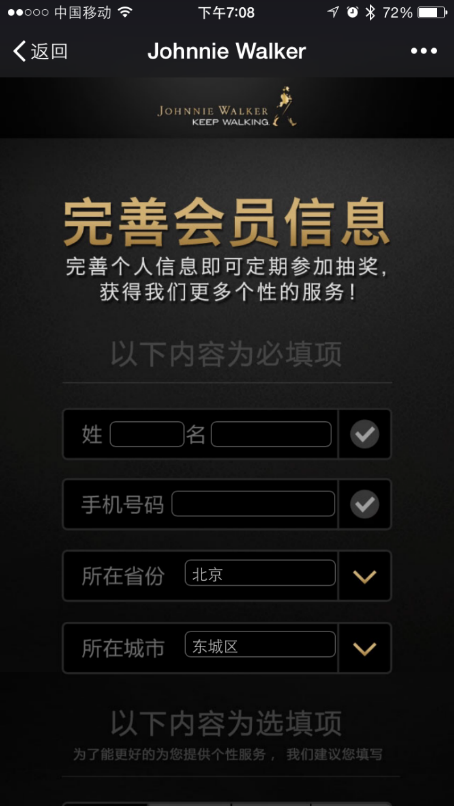 中国移动 下午7:08 72%
返回 Johnnie Walker
JOHNNIE WALKER
KEEP WALKING.
完善会员信息
完善个人信息即可定期参加抽奖,
获得我们更多个性的服务!
以下内容为必填项
姓 名
手机号码
所在省份 北京
所在城市 东城区
以下内容为选填项
为了能更好的为您提供个性服务，我们建议您填写